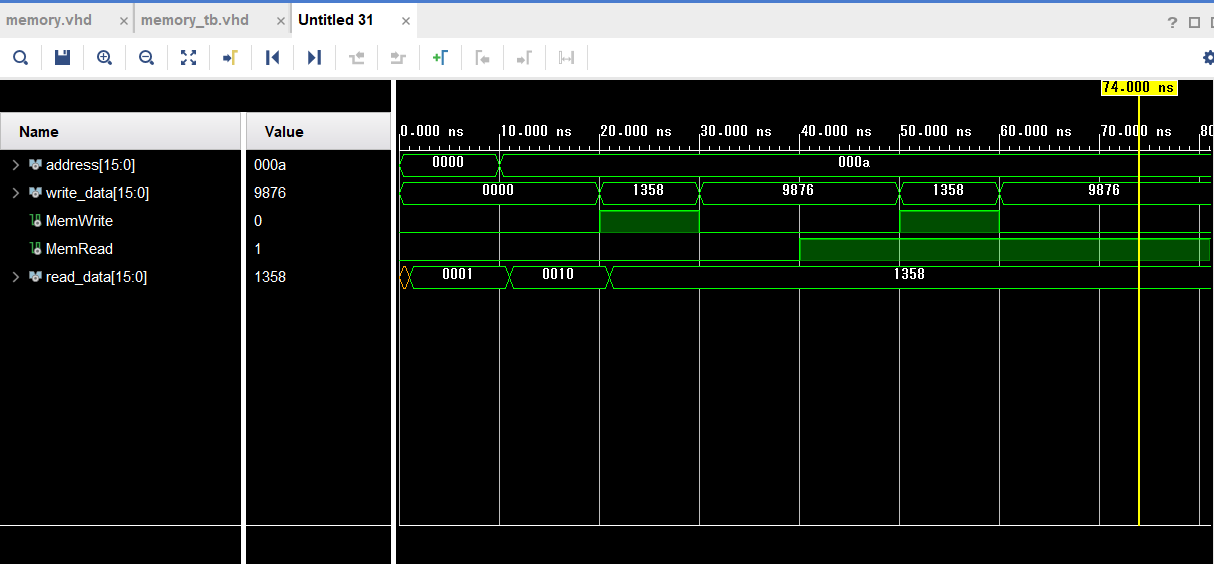 memory.vhd × memory_tb.vhd × Untitled 31 × ?
74.000 ns
Name Value 0.000 ns 10.000 ns 20.000 ns 30.000 ns 40.000 ns 50.000 ns 60.000 ns 70.000 ns 80
address[15:0] 000a 0000 000a
write_data[15:0] 9876 0000 1358 9876 1358 9876
MemWrite 0
MemRead 1
read_data[15:0] 1358 0001 0010 1358